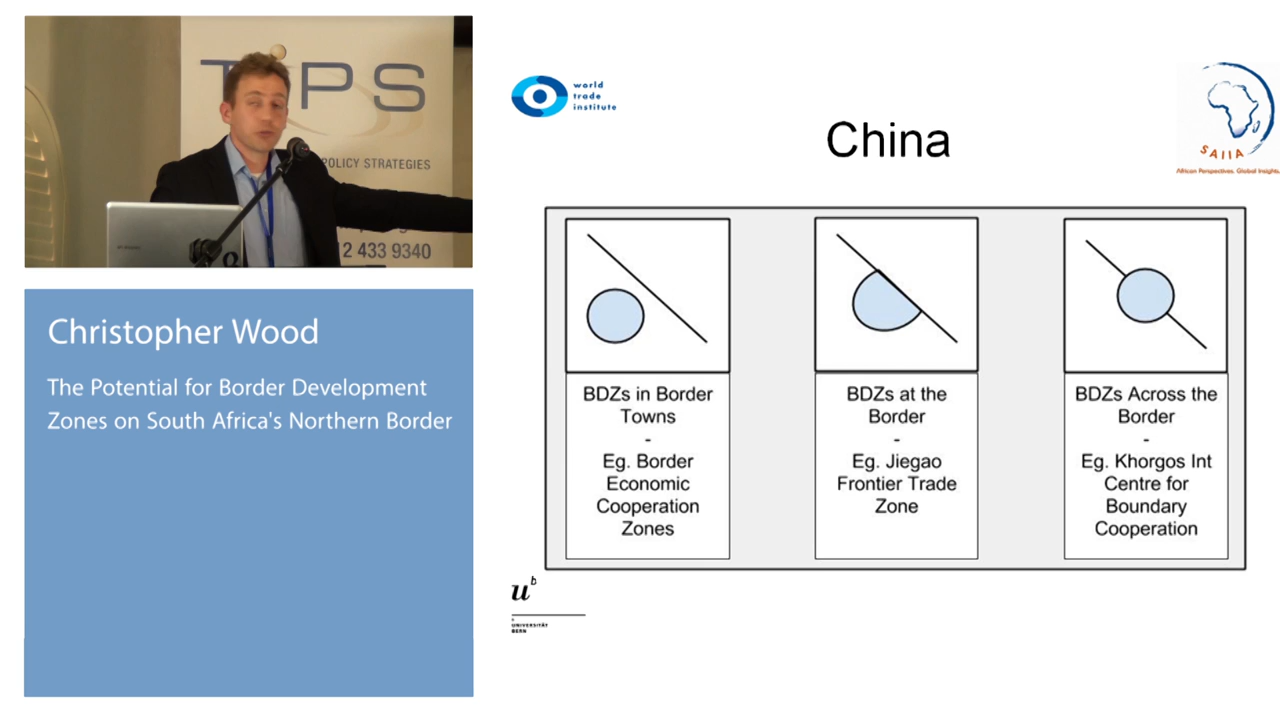 TIPS
POLICY STRATEGIES
12 433 9340
Christopher Wood
The Potential for Border Development
Zones on South Africa's Northern Border
world
trade
institute
China
SAIIA
African Perspectives. Global Insights.
BDZs in Border
Towns
-
Eg. Border
Economic
Cooperation
Zones
BDZs at the
Border
-
Eg. Jiegao
Frontier Trade
Zone
BDZs Across the
Border
-
Eg. Khorgos Int
Centre for
Boundary
Cooperation
u
b
b
UNIVERSITÄT
BERN